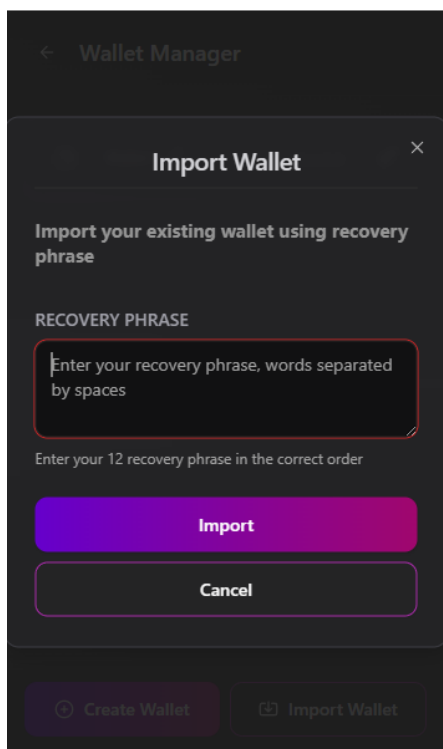 Wallet Manager
Import Wallet
Import your existing wallet using recovery
phrase
RECOVERY PHRASE
Enter your recovery phrase, words separated
by spaces
Enter your 12 recovery phrase in the correct order
Import
Cancel
Create Wallet
Import Wallet